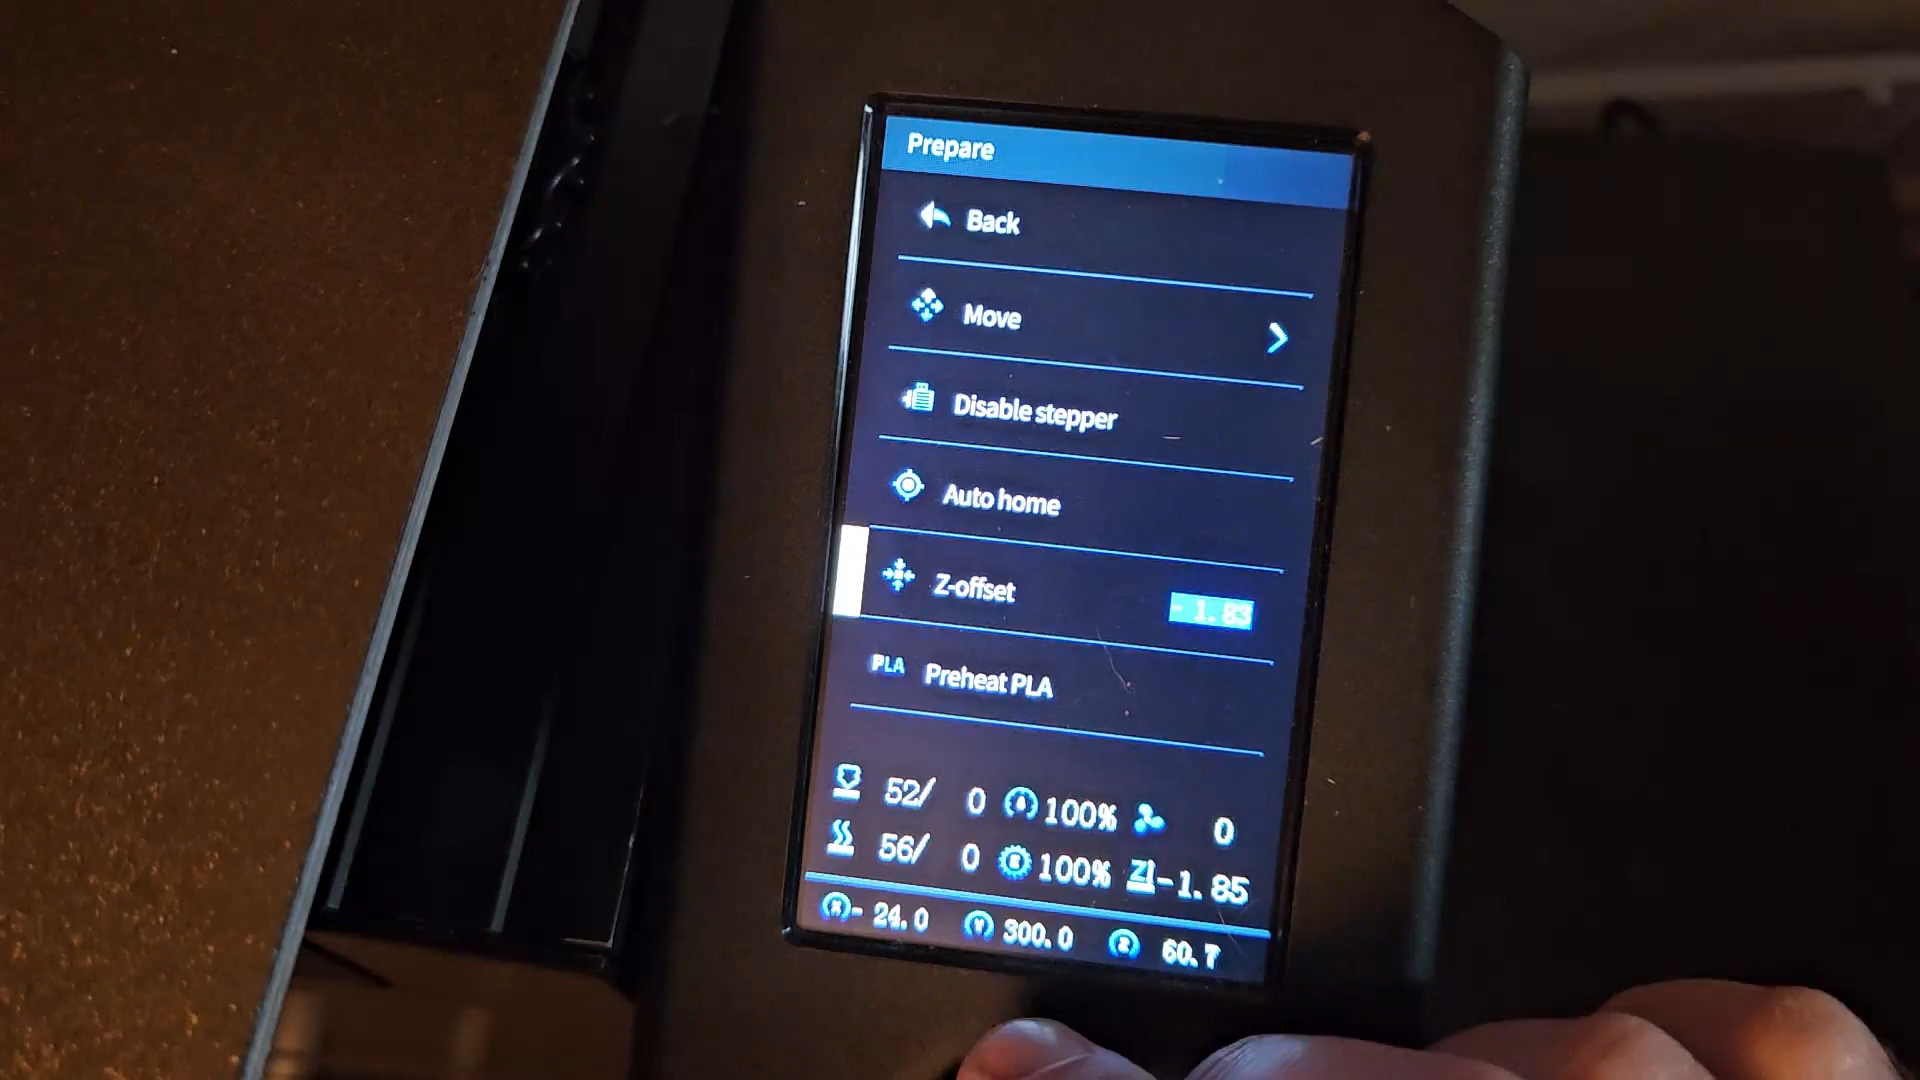 Prepare
Back
Move
Disable stepper
Auto home
Z-offset - 1.83
PLA Preheat PLA
52/ 0 100% 0
56/ 0 E 100% Z -1.85
X - 24.0 Y 300.0 Z 60.7